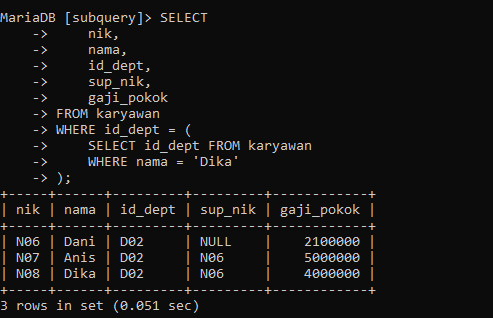 MariaDB [subquery]> SELECT
    ->     nik,
    ->     nama,
    ->     id_dept,
    ->     sup_nik,
    ->     gaji_pokok
    -> FROM karyawan
    -> WHERE id_dept = (
    ->     SELECT id_dept FROM karyawan
    ->     WHERE nama = 'Dika'
    -> );
+-----+------+---------+---------+------------+
| nik | nama | id_dept | sup_nik | gaji_pokok |
+-----+------+---------+---------+------------+
| N06 | Dani | D02     | NULL    |    2100000 |
| N07 | Anis | D02     | N06     |    5000000 |
| N08 | Dika | D02     | N06     |    4000000 |
+-----+------+---------+---------+------------+
3 rows in set (0.051 sec)